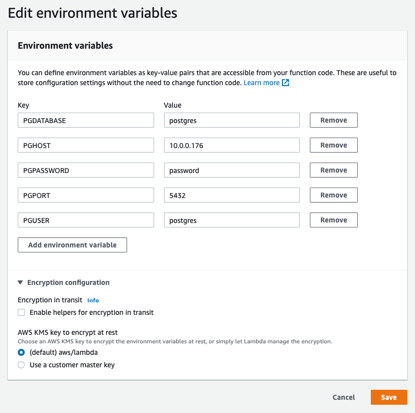 Edit environment variables
Environment variables
You can define environment variables as key-value pairs that are accessible from your function code. These are useful to
store configuration settings without the need to change function code. Learn more
Key Value
PGDATABASE postgres Remove
PGHOST 10.0.0.176 Remove
PGPASSWORD password Remove
PGPORT 5432 Remove
PGUSER postgres Remove
Add environment variable
Encryption configuration
Encryption in transit Info
Enable helpers for encryption in transit
AWS KMS key to encrypt at rest
Choose an AWS KMS key to encrypt the environment variables at rest, or simply let Lambda manage the encryption.
(default) aws/lambda
Use a customer master key
Cancel Save